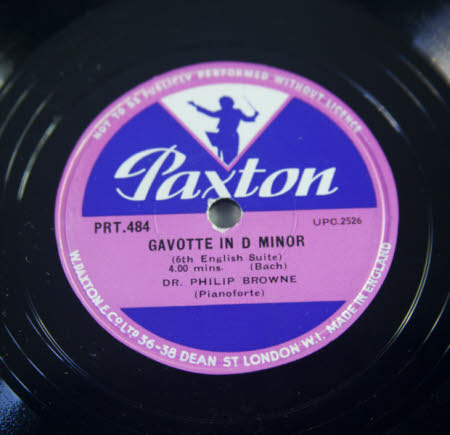 NOT TO BE PUBLICLY PERFORMED WITHOUT LICENCE
Paxton
PRT.484
UPC.2526
GAVOTTE IN D MINOR
(6th English Suite)
4.00 mins. (Bach)
DR. PHILIP BROWNE
(Pianoforte)
W. PAXTON & CO. LTD 36-38 DEAN ST LONDON W.1. MADE IN ENGLAND